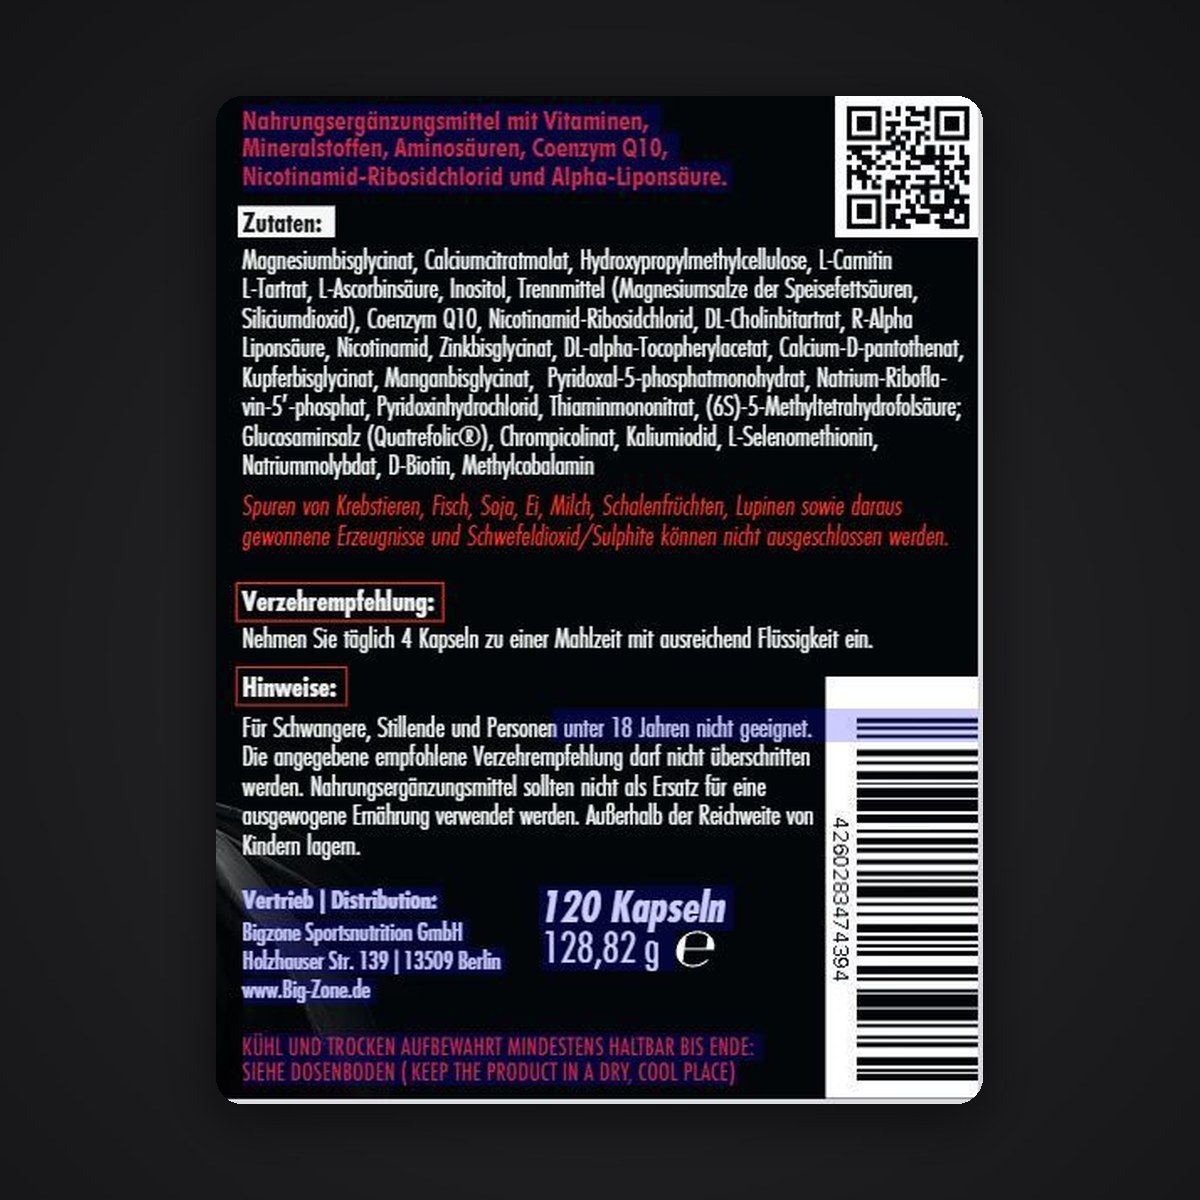 Nahrungsergänzungsmittel mit Vitaminen,
Mineralstoffen, Aminosäuren, Coenzym Q10,
Nicotinamid-Ribosidchlorid und Alpha-Liponsäure.
Zutaten:
Magnesiumbisglycinat, Calciumcitratmalat, Hydroxypropylmethylcellulose, L-Carnitin
L-Tartrat, L-Ascorbinsäure, Inositol, Trennmittel (Magnesiumsalze der Speisefettsäuren,
Siliciumdioxid), Coenzym Q10, Nicotinamid-Ribosidchlorid, DL-Cholinbitartrat, R-Alpha
Liponsäure, Nicotinamid, Zinkbisglycinat, DL-alpha-Tocopherylacetat, Calcium-D-pantothenat,
Kupferbisglycinat, Manganbisglycinat, Pyridoxal-5-phosphatmonohydrat, Natrium-Ribofla-
vin-5’-phosphat, Pyridoxinhydrochlorid, Thiaminmononitrat, (6S)-5-Methyltetrahydrofolsäure;
Glucosaminsalz (Quatrefolic®), Chrompicolinat, Kaliumiodid, L-Selenomethionin,
Natriummolybdat, D-Biotin, Methylcobalamin
Spuren von Krebstieren, Fisch, Soja, Ei, Milch, Schalenfrüchten, Lupinen sowie daraus
gewonnene Erzeugnisse und Schwefeldioxid/Sulphite können nicht ausgeschlossen werden.
Verzehrempfehlung:
Nehmen Sie täglich 4 Kapseln zu einer Mahlzeit mit ausreichend Flüssigkeit ein.
Hinweise:
Für Schwangere, Stillende und Personen unter 18 Jahren nicht geeignet.
Die angegebene empfohlene Verzehrempfehlung darf nicht überschritten
werden. Nahrungsergänzungsmittel sollten nicht als Ersatz für eine
ausgewogene Ernährung verwendet werden. Außerhalb der Reichweite von
Kindern lagern.
Vertrieb | Distribution:
Bigzone Sportsnutrition GmbH
Holzhauser Str. 139 | 13509 Berlin
www.Big-Zone.de
120 Kapseln
128,82 g ℮
4260283474394
KÜHL UND TROCKEN AUFBEWAHRT MINDESTENS HALTBAR BIS ENDE:
SIEHE DOSENBODEN ( KEEP THE PRODUCT IN A DRY, COOL PLACE)